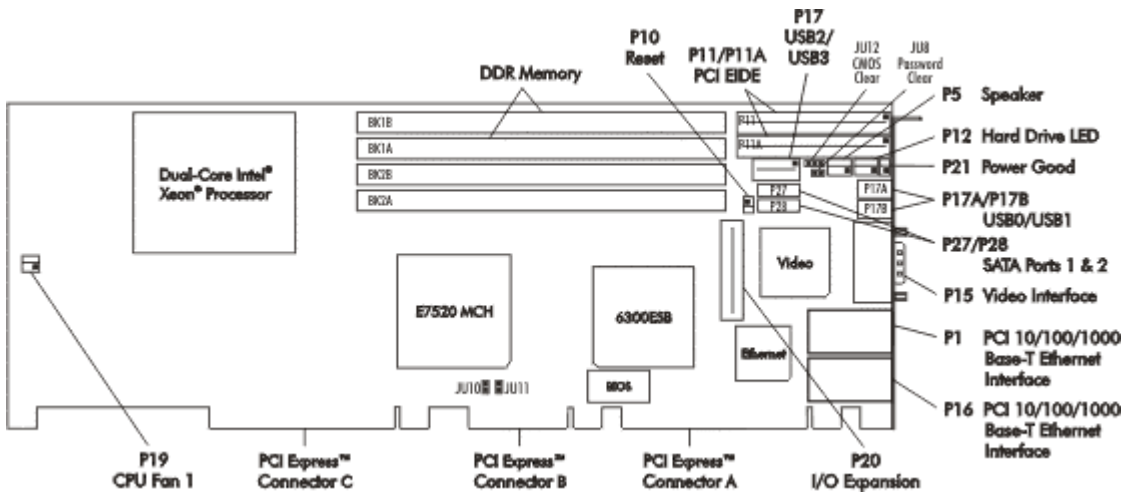 P17
USB2/
USB3
P10
Reset
P11/P11A
PCI EIDE
JU12
CMOS
Clear
JU8
Password
Clear
DDR Memory
P5 Speaker
P12 Hard Drive LED
P21 Power Good
P17A/P17B
USB0/USB1
P27/P28
SATA Ports 1 & 2
P15 Video Interface
P1 PCI 10/100/1000
Base-T Ethernet
Interface
P16 PCI 10/100/1000
Base-T Ethernet
Interface
BK1B
BK1A
BK2B
BK2A
P11
P11A
P27
P28
P17A
P17B
Dual-Core Intel®
Xeon® Processor
Video
E7520 MCH
6300ESB
Ethernet
BIOS
JU10
JU11
P19
CPU Fan 1
PCI Express™
Connector C
PCI Express™
Connector B
PCI Express™
Connector A
P20
I/O Expansion